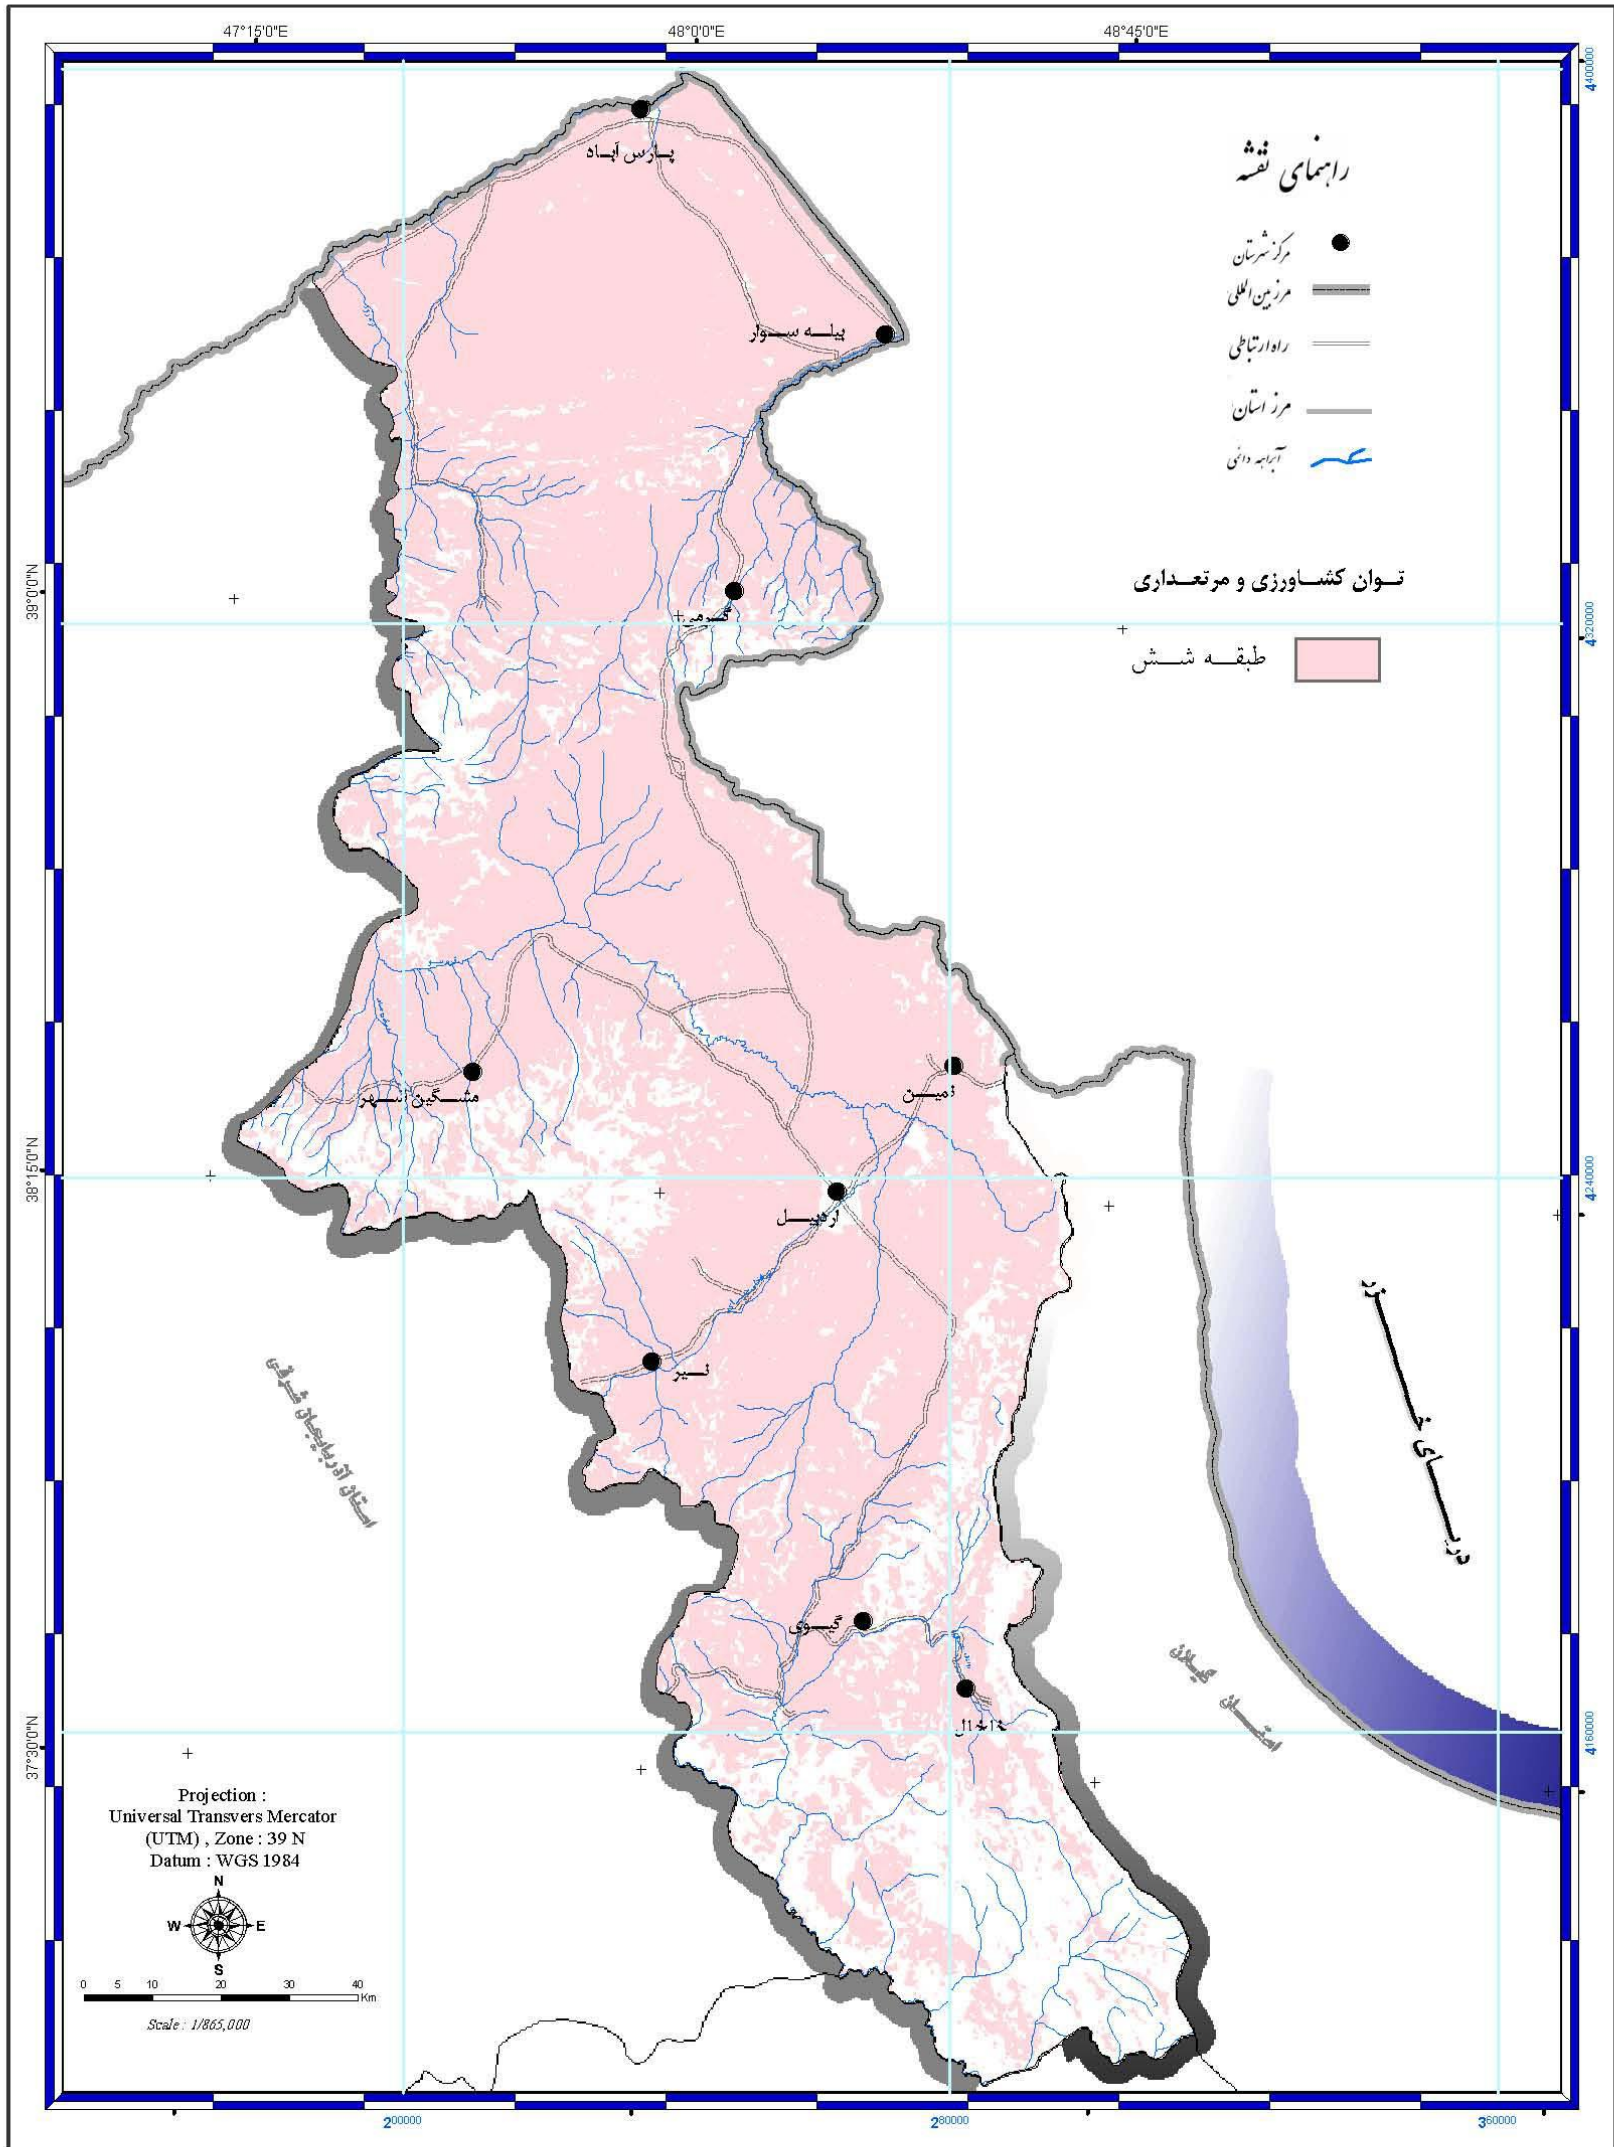 47°15'0"E
48°0'0"E
48°45'0"E
4400000
پارس آباد
راهنمای نقشه
مرکز شهرستان
مرز بین المللی
راه ارتباطی
مرز استان
آبراهه دائمی
بیله سوار
39°0'0"N
گرمی
4320000
توان کشاورزی و مرتعداری
طبقه شش
مشگین شهر
نمین
38°15'0"N
4240000
اردبیل
نیر
استان آذربایجان شرقی
دریای خزر
گیوی
استان گیلان
خلخال
37°30'0"N
4160000
Projection :
Universal Transvers Mercator
(UTM) , Zone : 39 N
Datum : WGS 1984
N
W E
S
0 5 10 20 30 40
Km
Scale : 1/865,000
200000
280000
360000